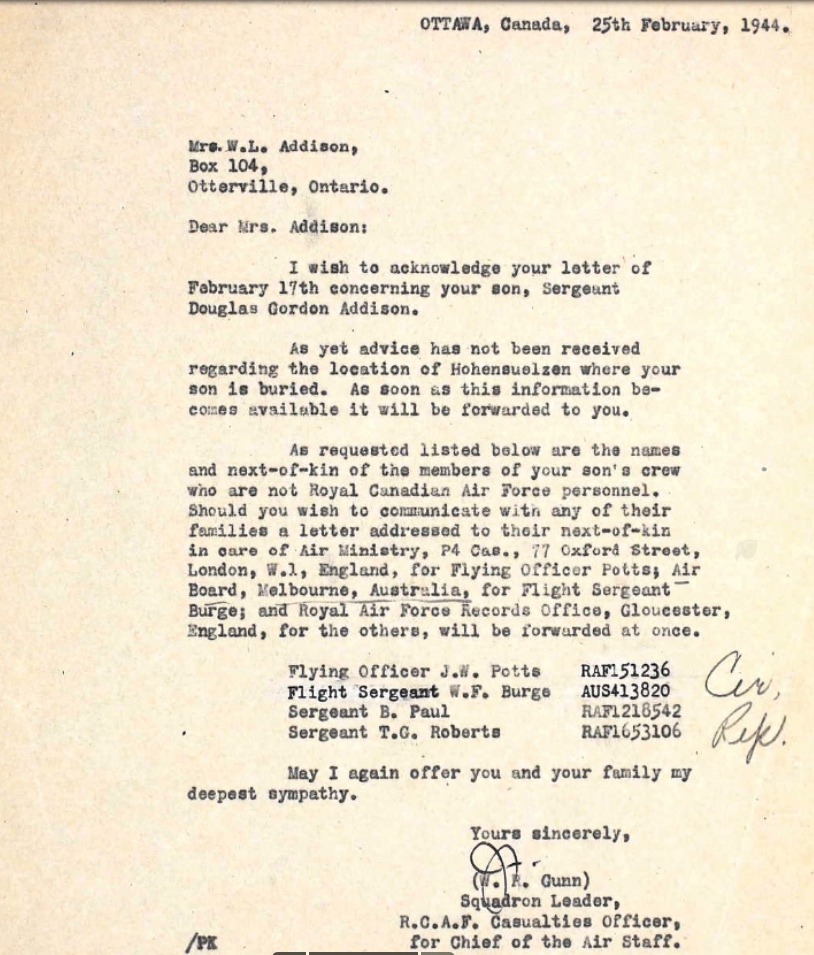 OTTAWA, Canada, 25th February, 1944.
Mrs. W.L. Addison,
Box 104,
Otterville, Ontario.
Dear Mrs. Addison:
I wish to acknowledge your letter of
February 17th concerning your son, Sergeant
Douglas Gordon Addison.
As yet advice has not been received
regarding the location of Hohensuelzen where your
son is buried. As soon as this information be-
comes available it will be forwarded to you.
As requested listed below are the names
and next-of-kin of the members of your son's crew
who are not Royal Canadian Air Force personnel.
Should you wish to communicate with any of their
families a letter addressed to their next-of-kin
in care of Air Ministry, P4 Cas., 77 Oxford Street,
London, W.1, England, for Flying Officer Potts; Air
Board, Melbourne, Australia, for Flight Sergeant
Burge; and Royal Air Force Records Office, Gloucester,
England, for the others, will be forwarded at once.
Flying Officer J.W. Potts RAF151236
Flight Sergeant W.F. Burge AUS413820
Sergeant B. Paul RAF1218542
Sergeant T.G. Roberts RAF1653106
Cir,
Rep.
May I again offer you and your family my
deepest sympathy.
Yours sincerely,
(W. R. Gunn)
Squadron Leader,
R.C.A.F. Casualties Officer,
/PK for Chief of the Air Staff.